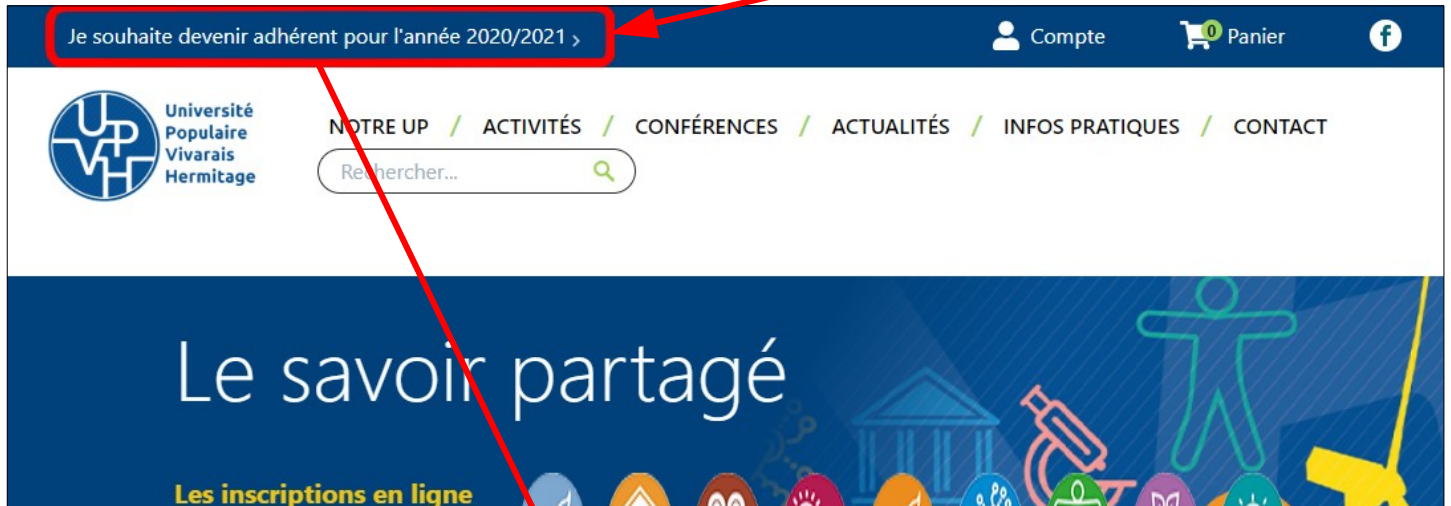 Je souhaite devenir adhérent pour l'année 2020/2021 >
Compte
0 Panier
f
UPVH
Université
Populaire
Vivarais
Hermitage
NOTRE UP / ACTIVITÉS / CONFÉRENCES / ACTUALITÉS / INFOS PRATIQUES / CONTACT
Rechercher...
Le savoir partagé
Les inscriptions en ligne